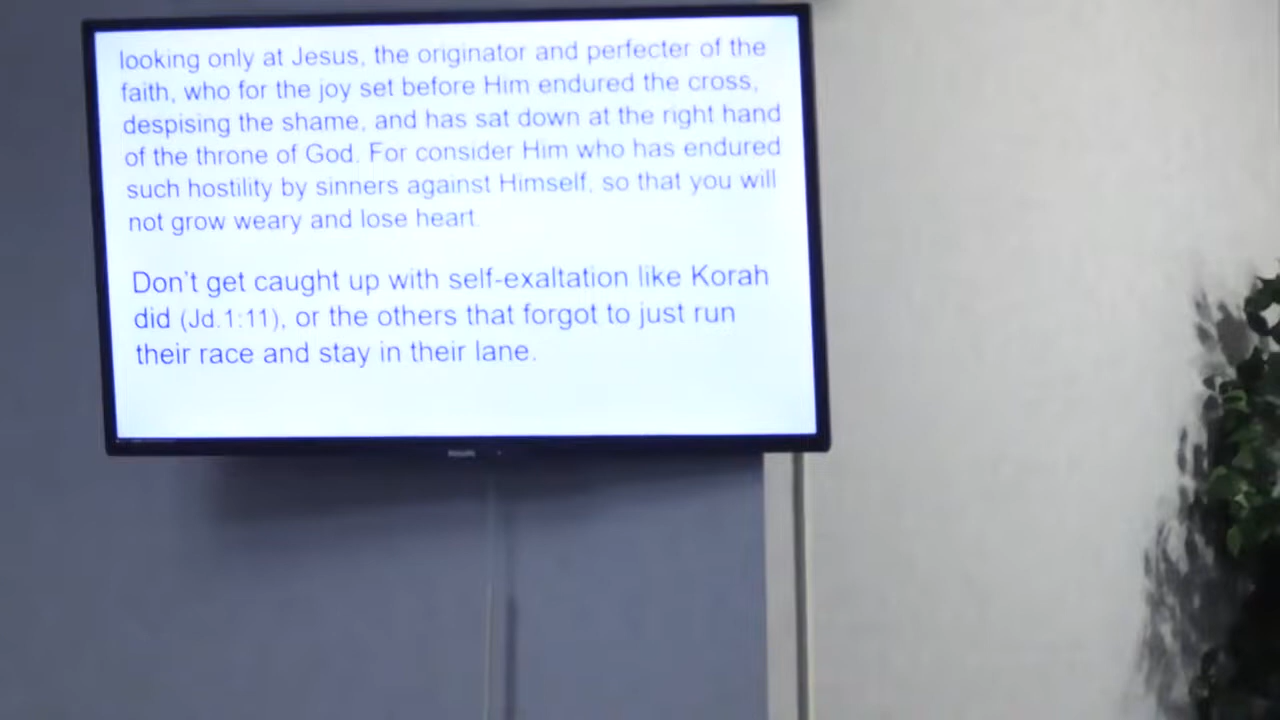 looking only at Jesus, the originator and perfecter of the
faith, who for the joy set before Him endured the cross,
despising the shame, and has sat down at the right hand
of the throne of God. For consider Him who has endured
such hostility by sinners against Himself, so that you will
not grow weary and lose heart.
Don't get caught up with self-exaltation like Korah
did (Jd.1:11), or the others that forgot to just run
their race and stay in their lane.
PHILIPS